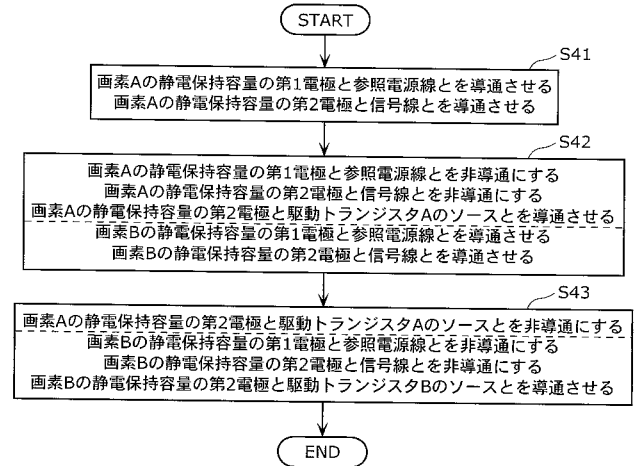 START
S41
画素Aの静電保持容量の第1電極と参照電源線とを導通させる
画素Aの静電保持容量の第2電極と信号線とを導通させる
S42
画素Aの静電保持容量の第1電極と参照電源線とを非導通にする
画素Aの静電保持容量の第2電極と信号線とを非導通にする
画素Aの静電保持容量の第2電極と駆動トランジスタAのソースとを導通させる
画素Bの静電保持容量の第1電極と参照電源線とを導通させる
画素Bの静電保持容量の第2電極と信号線とを導通させる
S43
画素Aの静電保持容量の第2電極と駆動トランジスタAのソースとを非導通にする
画素Bの静電保持容量の第1電極と参照電源線とを非導通にする
画素Bの静電保持容量の第2電極と信号線とを非導通にする
画素Bの静電保持容量の第2電極と駆動トランジスタBのソースとを導通させる
END